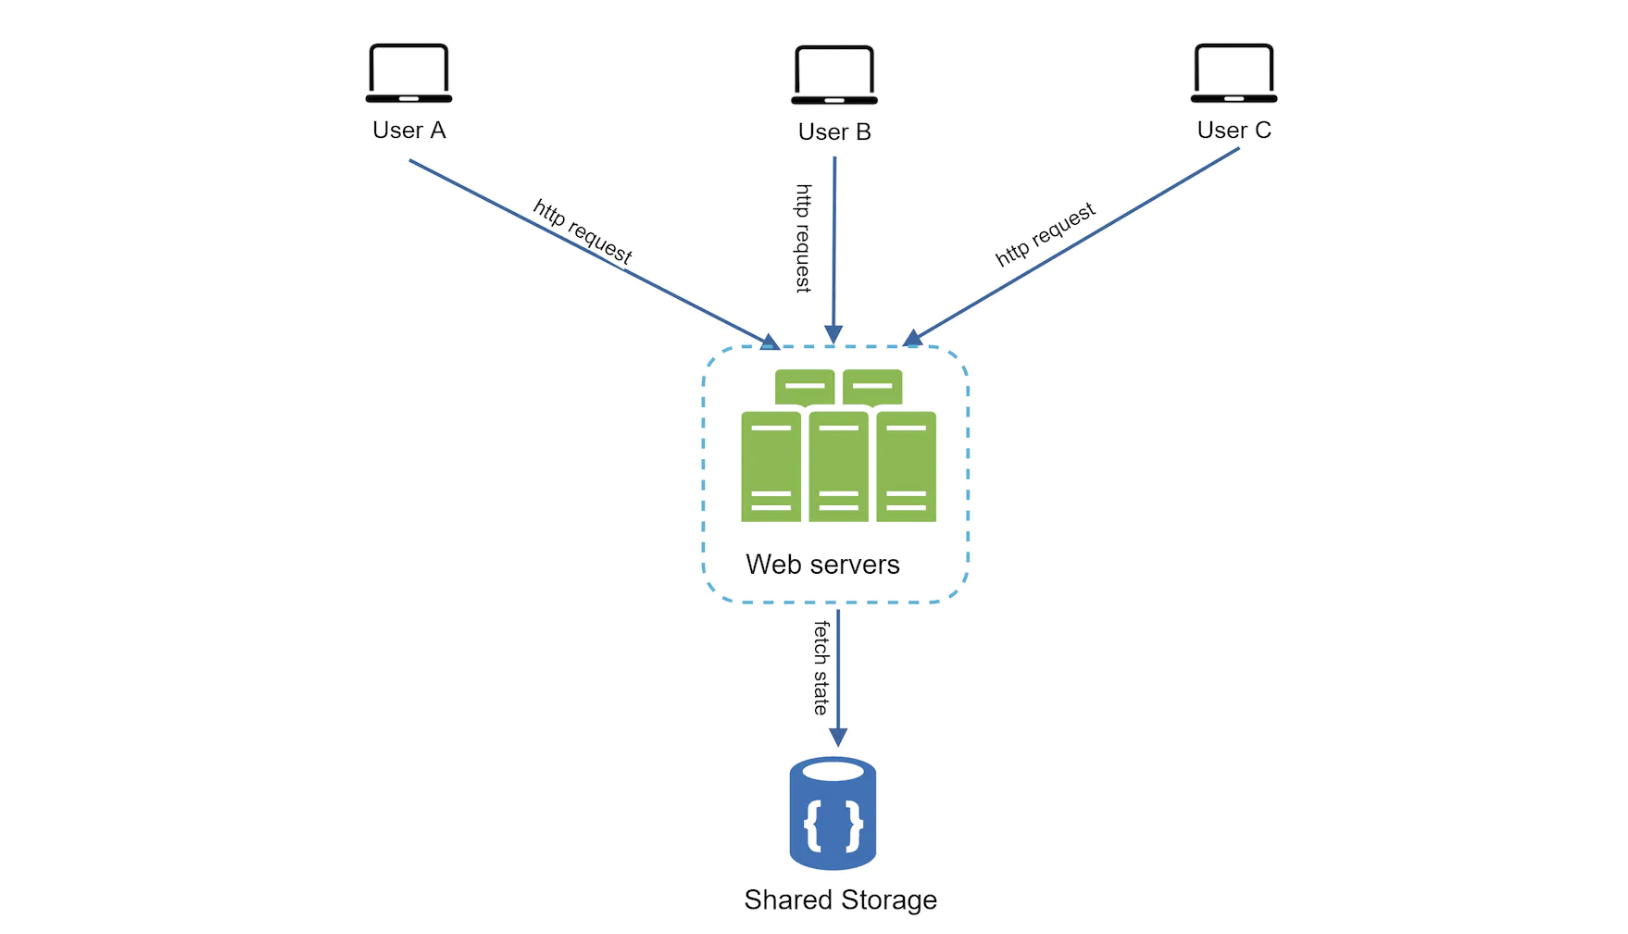 User A
User B
User C
http request
http request
http request
Web servers
fetch state
{ }
Shared Storage